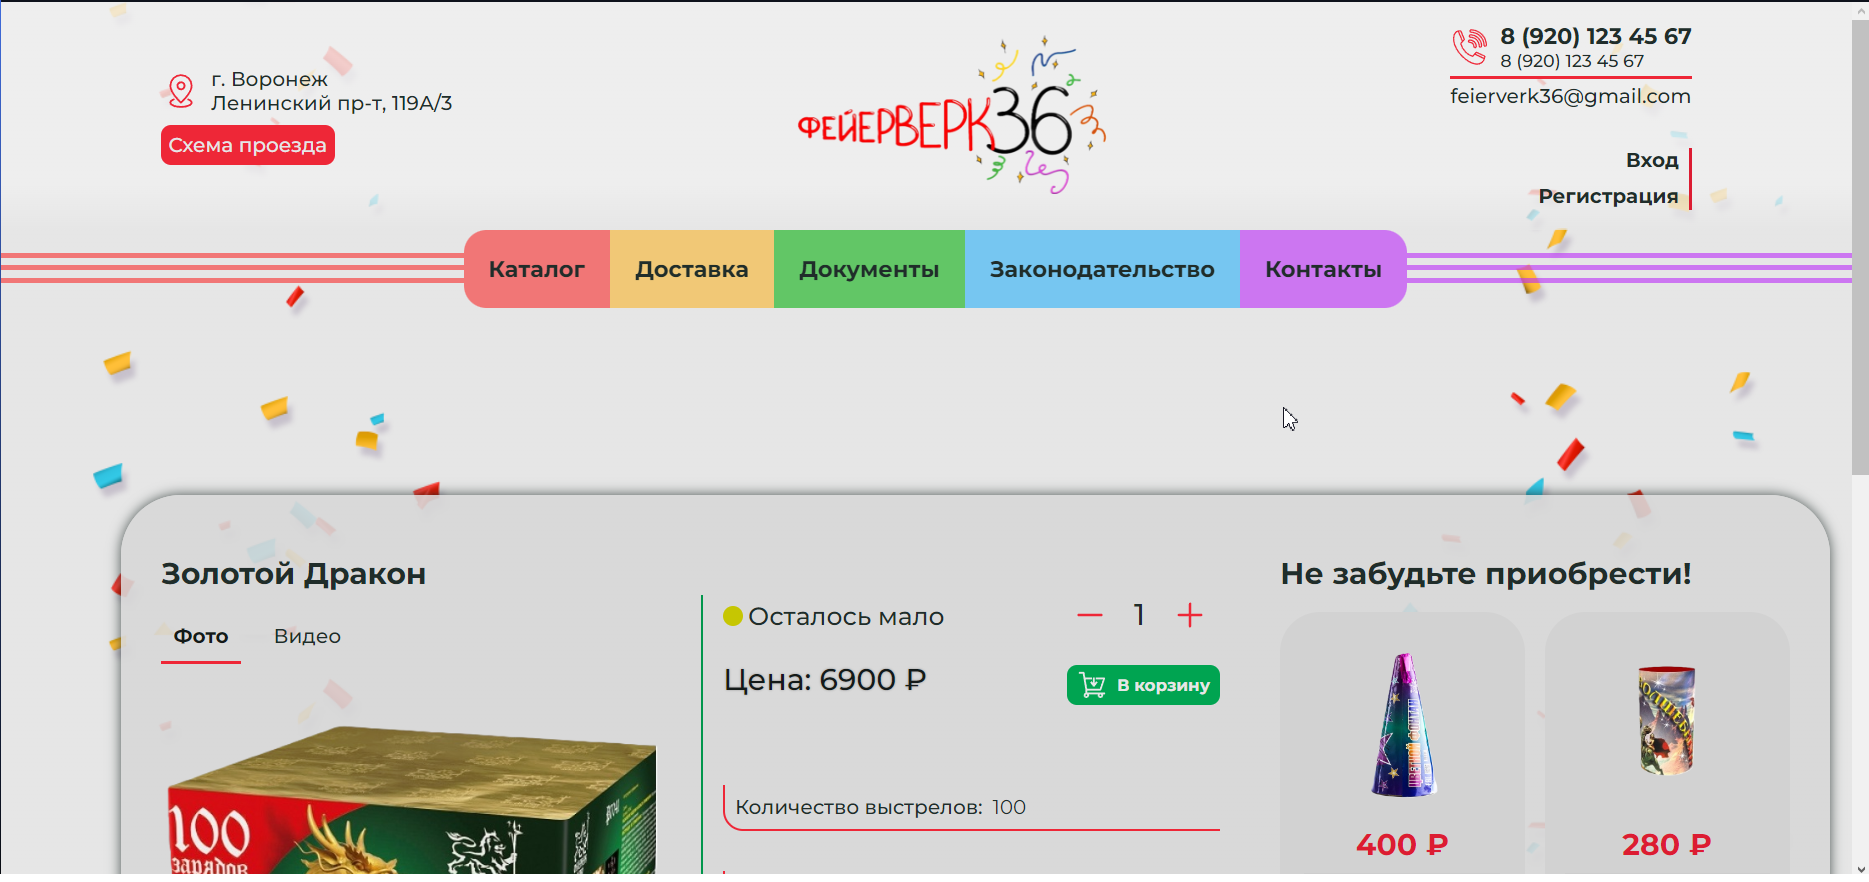 г. Воронеж
Ленинский пр-т, 119А/3
Схема проезда
ФЕЙЕРВЕРК36
8 (920) 123 45 67
8 (920) 123 45 67
feierverk36@gmail.com
Вход
Регистрация
Каталог
Доставка
Документы
Законодательство
Контакты
Золотой Дракон
Фото
Видео
100
зарядов
Осталось мало
1
Цена: 6900 ₽
В корзину
Количество выстрелов: 100
Не забудьте приобрести!
400 ₽
280 ₽